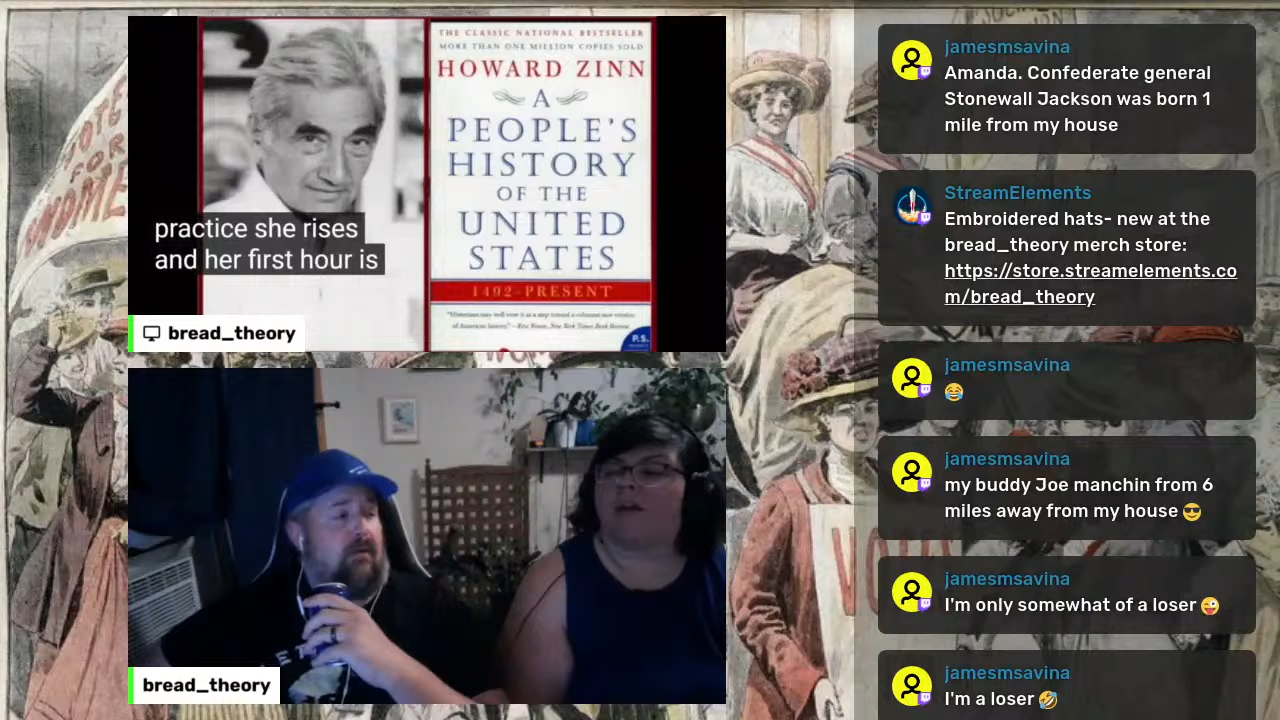 THE CLASSIC NATIONAL BESTSELLER
MORE THAN ONE MILLION COPIES SOLD
HOWARD ZINN
A
PEOPLE'S
HISTORY
OF THE
UNITED
STATES
1492–PRESENT
P.S.
practice she rises
and her first hour is
bread_theory
bread_theory
VOTE
FOR
WOMEN
jamesmsavina
Amanda. Confederate general
Stonewall Jackson was born 1
mile from my house
StreamElements
Embroidered hats- new at the
bread_theory merch store:
https://store.streamelements.co
m/bread_theory
jamesmsavina
😂
jamesmsavina
my buddy Joe manchin from 6
miles away from my house 😎
jamesmsavina
I'm only somewhat of a loser 😜
jamesmsavina
I'm a loser 🤣